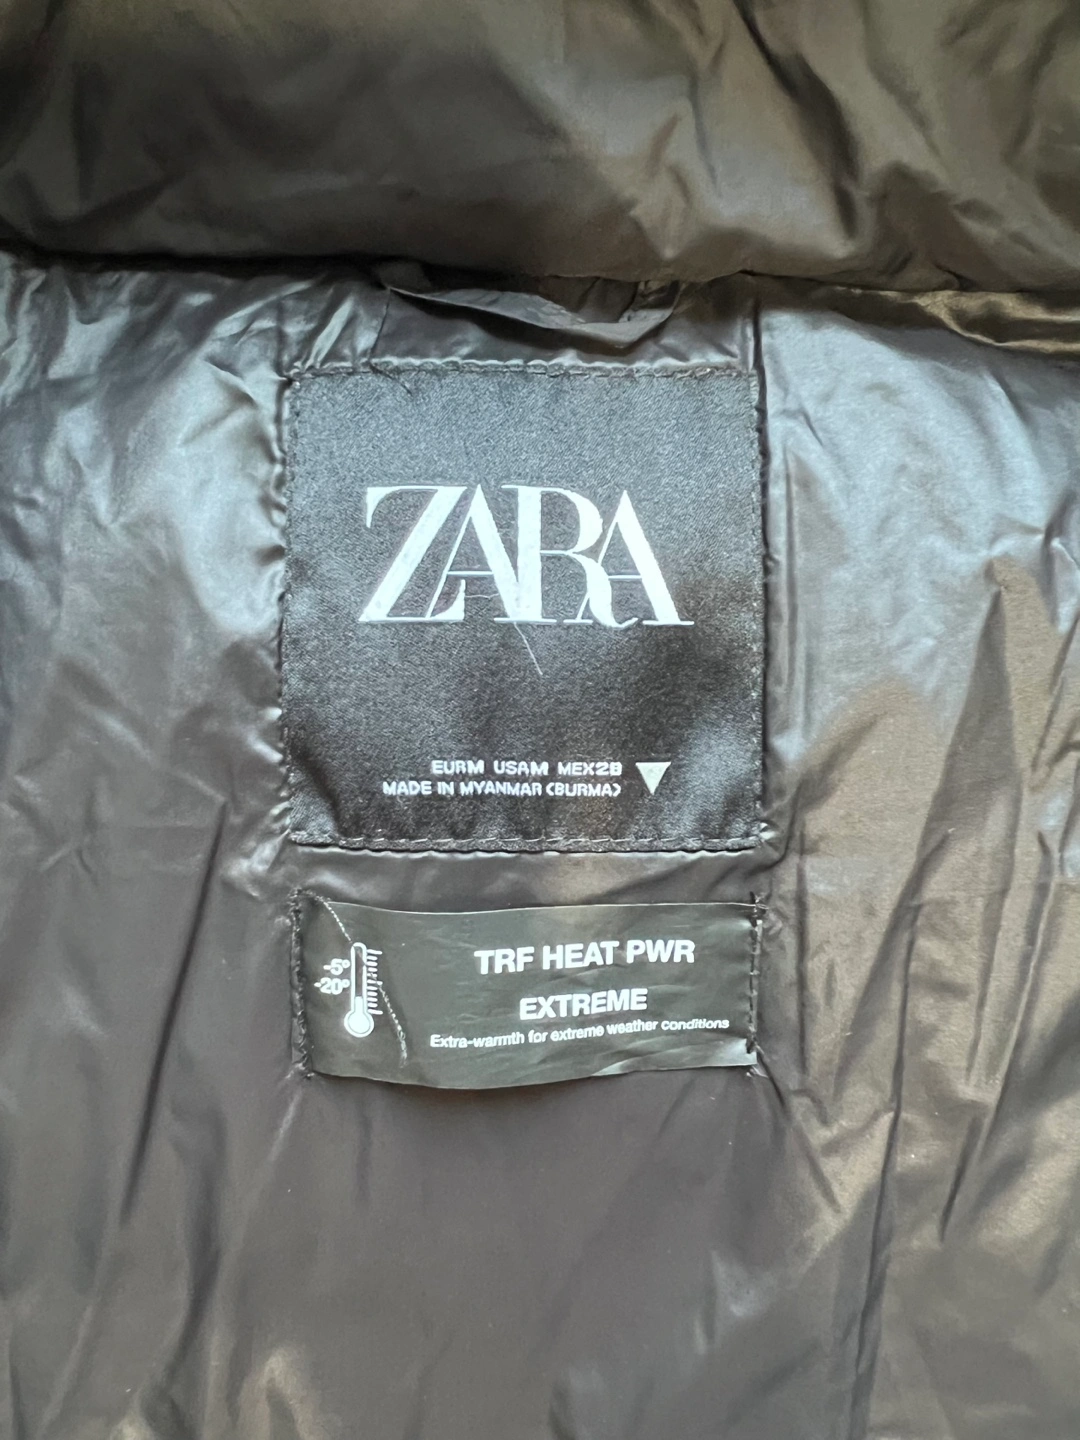 ZARA
EUR M USA M MEX 28
MADE IN MYANMAR (BURMA)
-5°
-20°
TRF HEAT PWR
EXTREME
Extra-warmth for extreme weather conditions